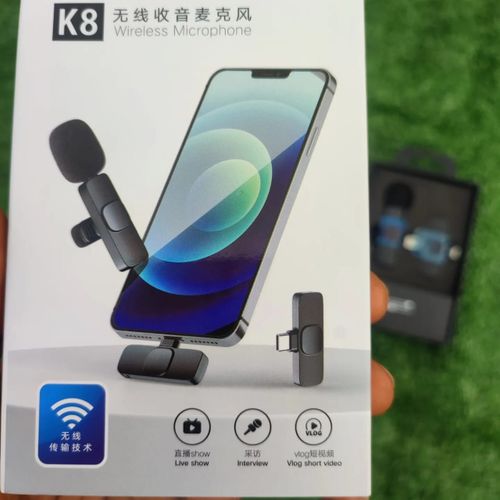 K8
无线收音麦克风
Wireless Microphone
无线
传输技术
直播show
Live show
采访
Interview
VLOG
vlog短视频
Vlog short video